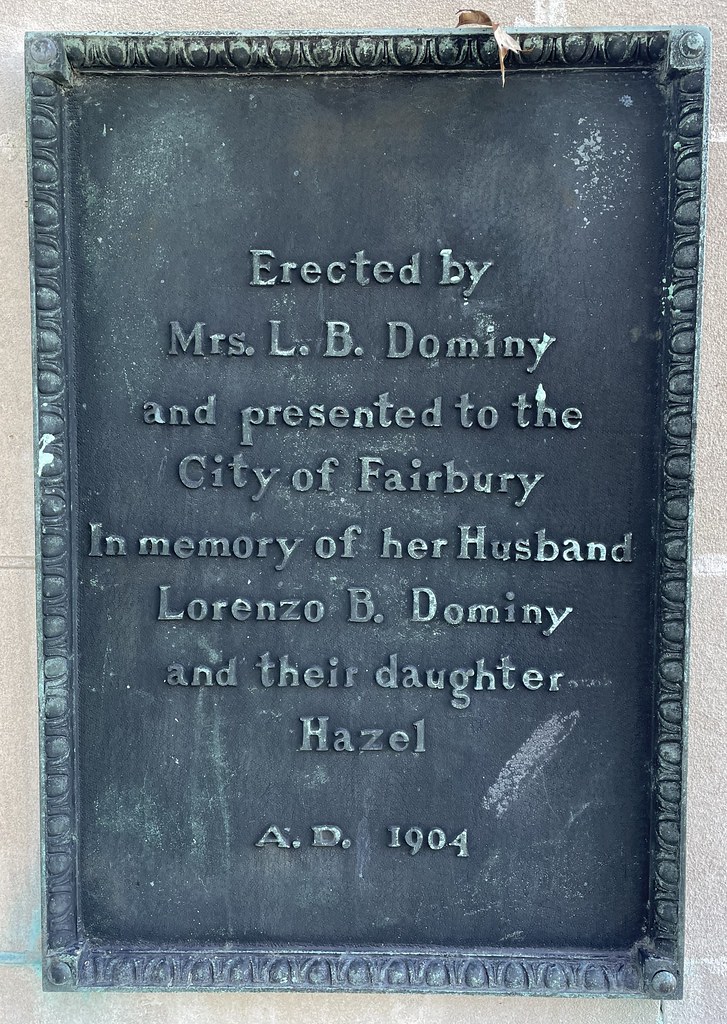 Erected by
Mrs. L. B. Dominy
and presented to the
City of Fairbury
In memory of her Husband
Lorenzo B. Dominy
and their daughter
Hazel
A. D. 1904